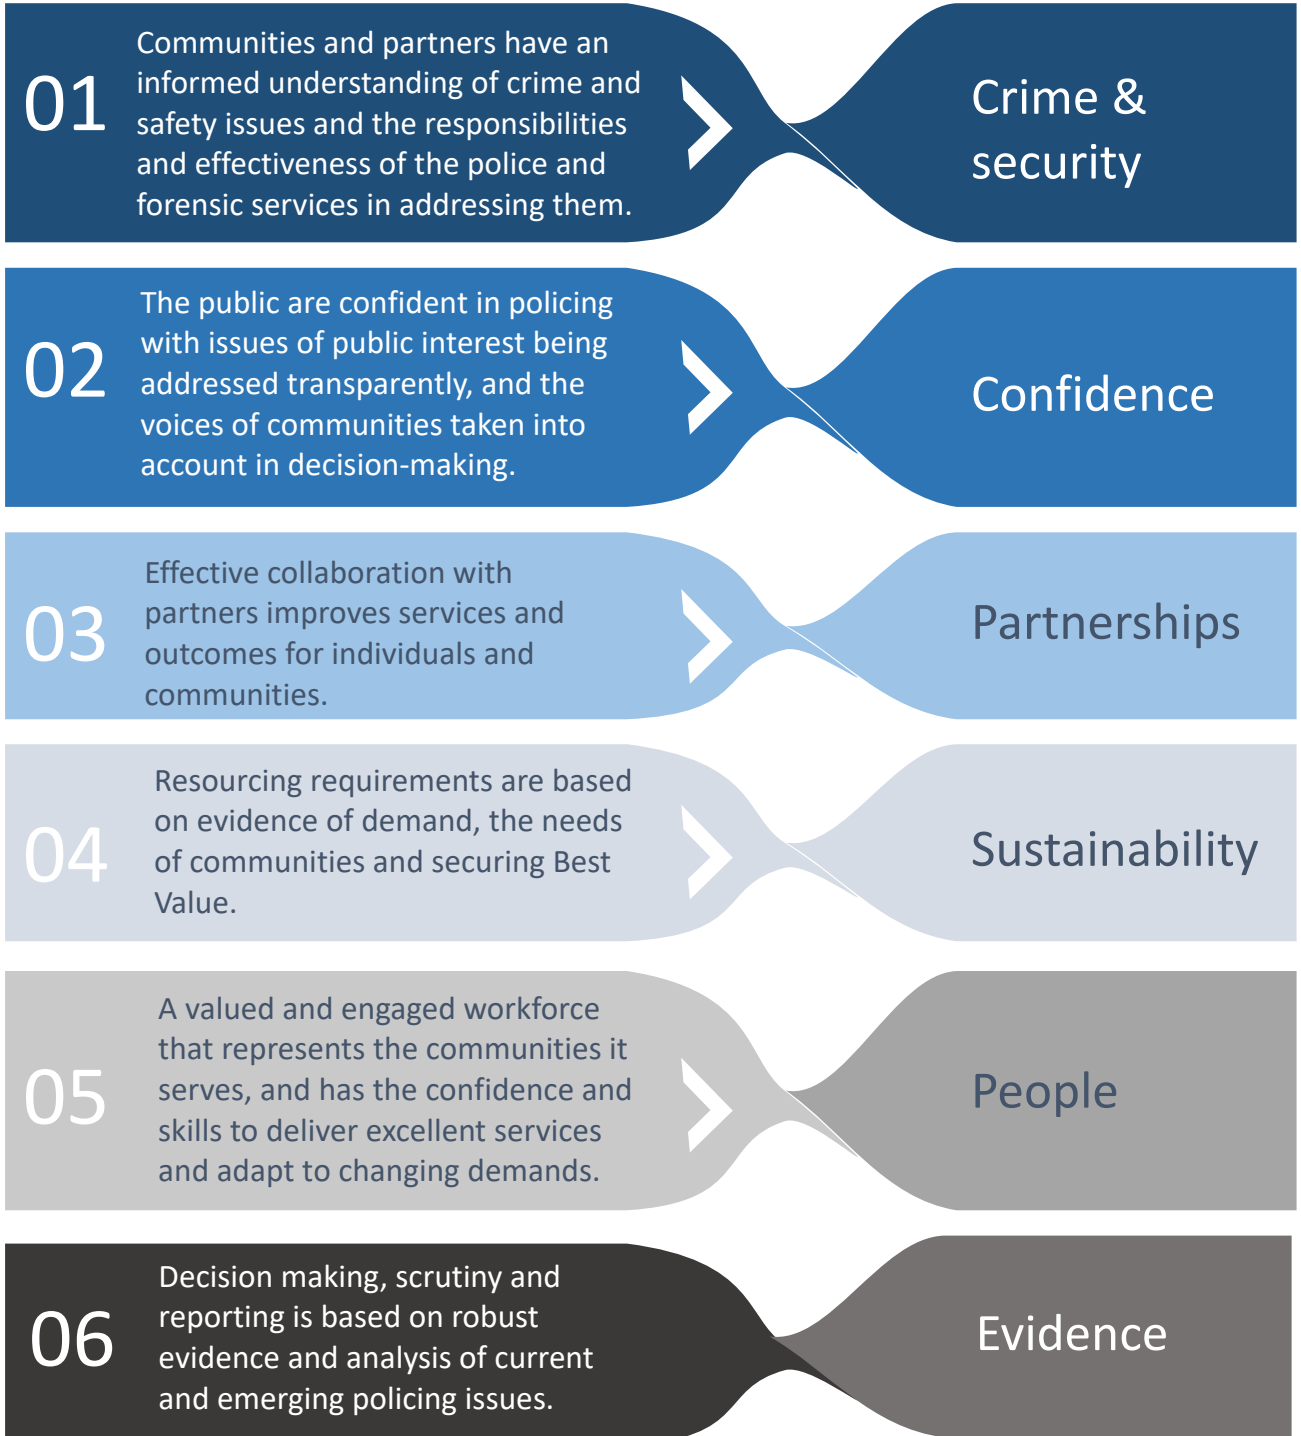 01
Communities and partners have an
informed understanding of crime and
safety issues and the responsibilities
and effectiveness of the police and
forensic services in addressing them.
Crime &
security
02
The public are confident in policing
with issues of public interest being
addressed transparently, and the
voices of communities taken into
account in decision-making.
Confidence
03
Effective collaboration with
partners improves services and
outcomes for individuals and
communities.
Partnerships
04
Resourcing requirements are based
on evidence of demand, the needs
of communities and securing Best
Value.
Sustainability
05
A valued and engaged workforce
that represents the communities it
serves, and has the confidence and
skills to deliver excellent services
and adapt to changing demands.
People
06
Decision making, scrutiny and
reporting is based on robust
evidence and analysis of current
and emerging policing issues.
Evidence